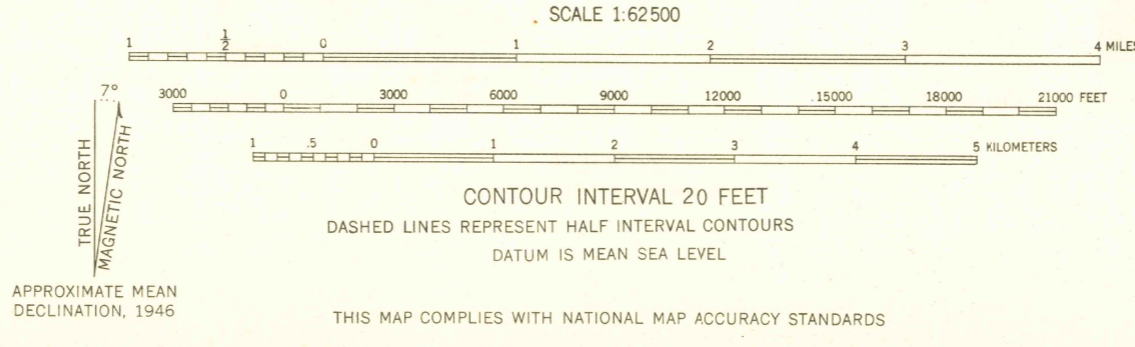 SCALE 1:62500
1 1/2 0 1 2 3 4 MILES
3000 0 3000 6000 9000 12000 15000 18000 21000 FEET
1 .5 0 1 2 3 4 5 KILOMETERS
7°
TRUE NORTH
MAGNETIC NORTH
APPROXIMATE MEAN
DECLINATION, 1946
CONTOUR INTERVAL 20 FEET
DASHED LINES REPRESENT HALF INTERVAL CONTOURS
DATUM IS MEAN SEA LEVEL
THIS MAP COMPLIES WITH NATIONAL MAP ACCURACY STANDARDS